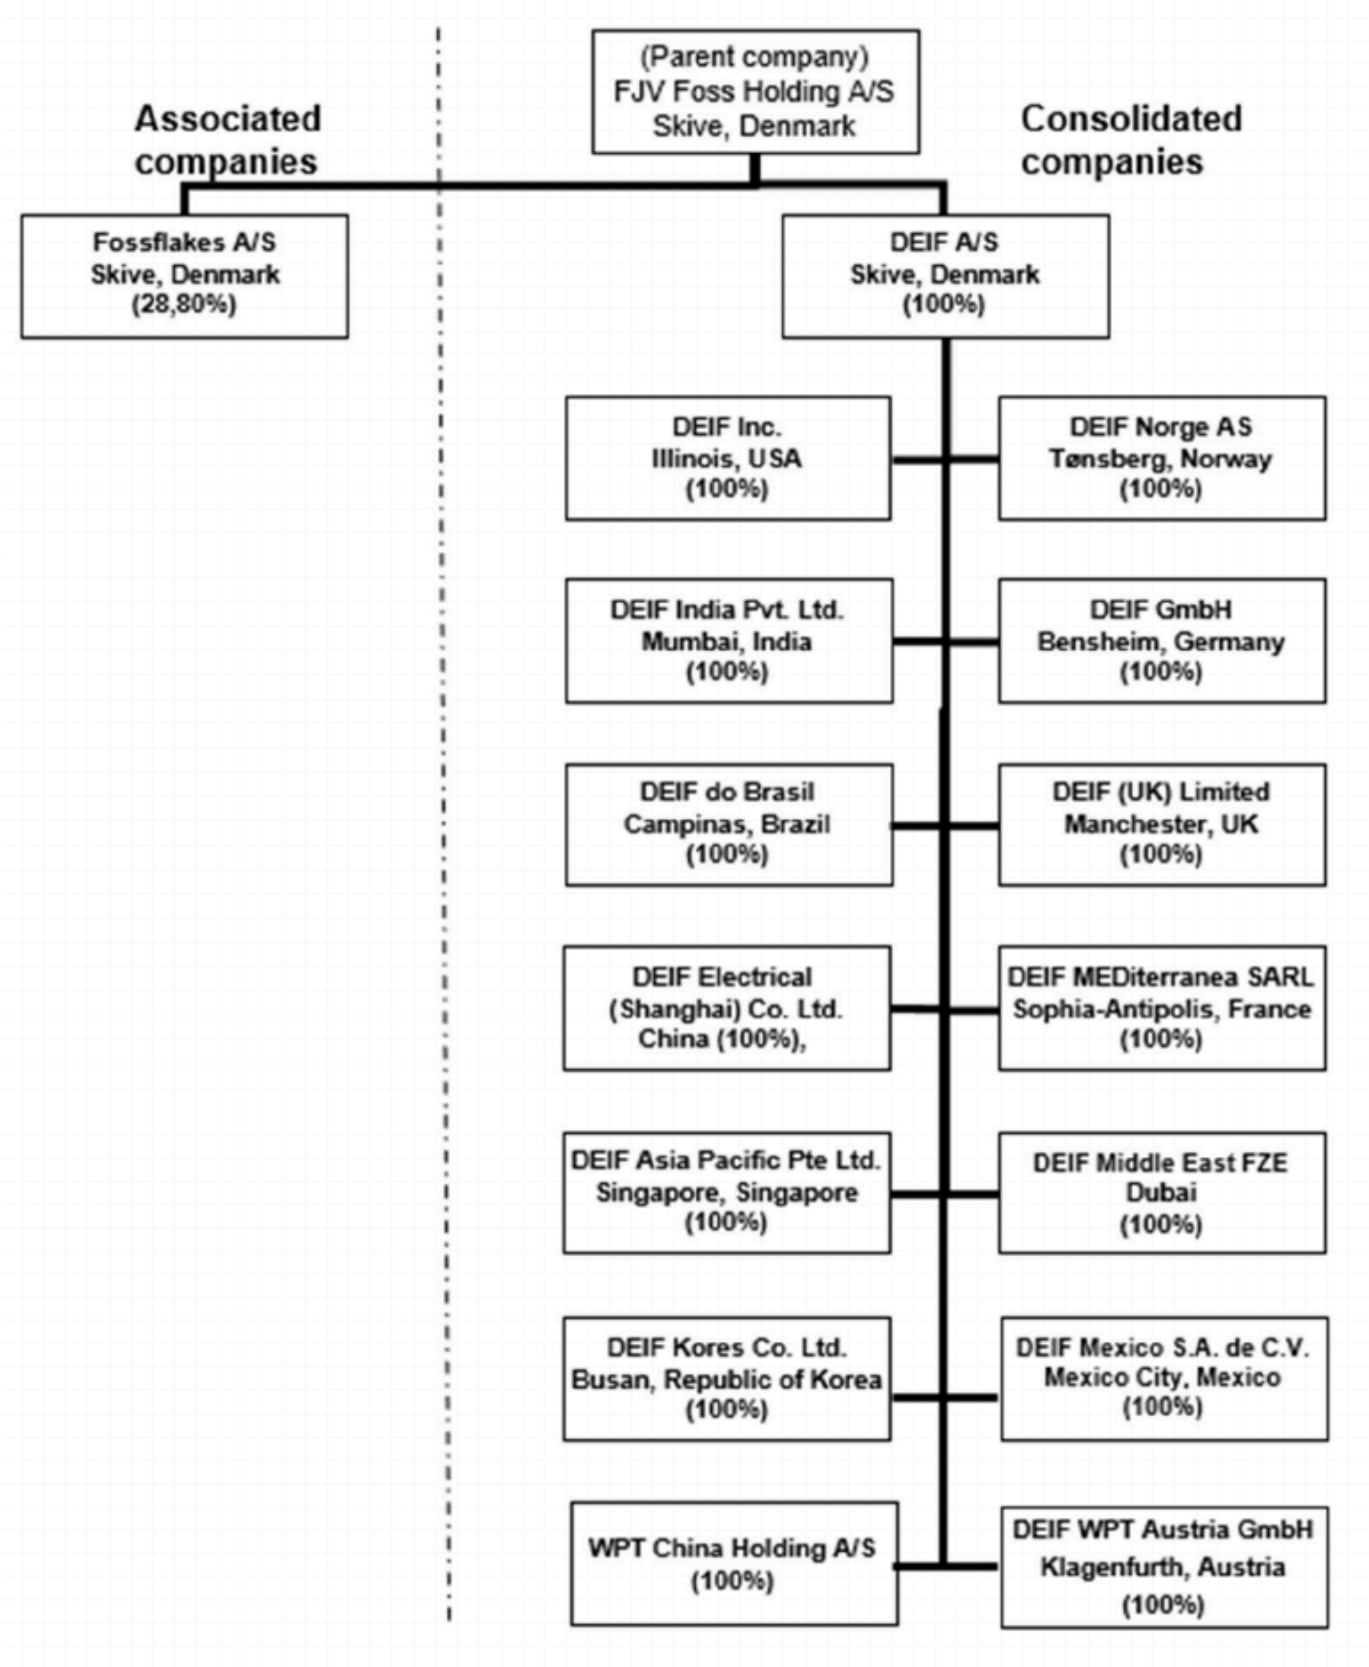 (Parent company)
FJV Foss Holding A/S
Skive, Denmark
Associated
companies
Consolidated
companies
Fossflakes A/S
Skive, Denmark
(28,80%)
DEIF A/S
Skive, Denmark
(100%)
DEIF Inc.
Illinois, USA
(100%)
DEIF Norge AS
Tønsberg, Norway
(100%)
DEIF India Pvt. Ltd.
Mumbai, India
(100%)
DEIF GmbH
Bensheim, Germany
(100%)
DEIF do Brasil
Campinas, Brazil
(100%)
DEIF (UK) Limited
Manchester, UK
(100%)
DEIF Electrical
(Shanghai) Co. Ltd.
China (100%),
DEIF MEDiterranea SARL
Sophia-Antipolis, France
(100%)
DEIF Asia Pacific Pte Ltd.
Singapore, Singapore
(100%)
DEIF Middle East FZE
Dubai
(100%)
DEIF Kores Co. Ltd.
Busan, Republic of Korea
(100%)
DEIF Mexico S.A. de C.V.
Mexico City, Mexico
(100%)
WPT China Holding A/S
(100%)
DEIF WPT Austria GmbH
Klagenfurth, Austria
(100%)